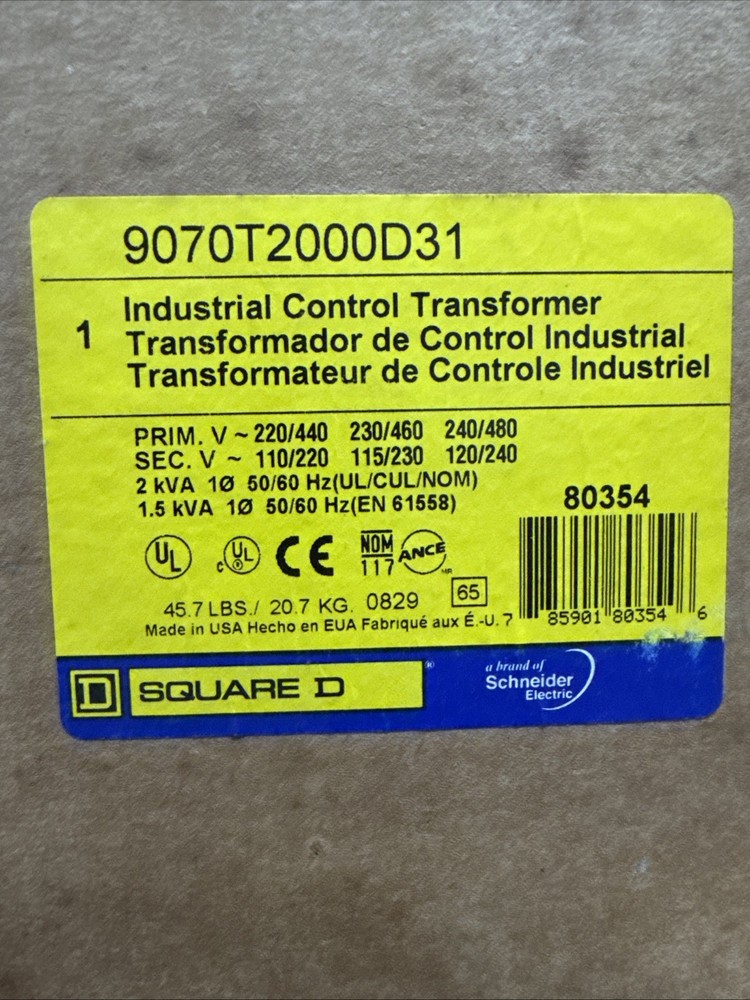 9070T2000D31
1
Industrial Control Transformer
Transformador de Control Industrial
Transformateur de Controle Industriel
PRIM. V ~ 220/440 230/460 240/480
SEC. V ~ 110/220 115/230 120/240
2 kVA 1Ø 50/60 Hz(UL/CUL/NOM)
1.5 kVA 1Ø 50/60 Hz(EN 61558)
80354
UL c UL CE NOM 117 ANCE MR
45.7 LBS./ 20.7 KG. 0829 65
Made in USA Hecho en EUA Fabriqué aux É.-U.
7 85901 80354 6
D SQUARE D ®
a brand of
Schneider
Electric